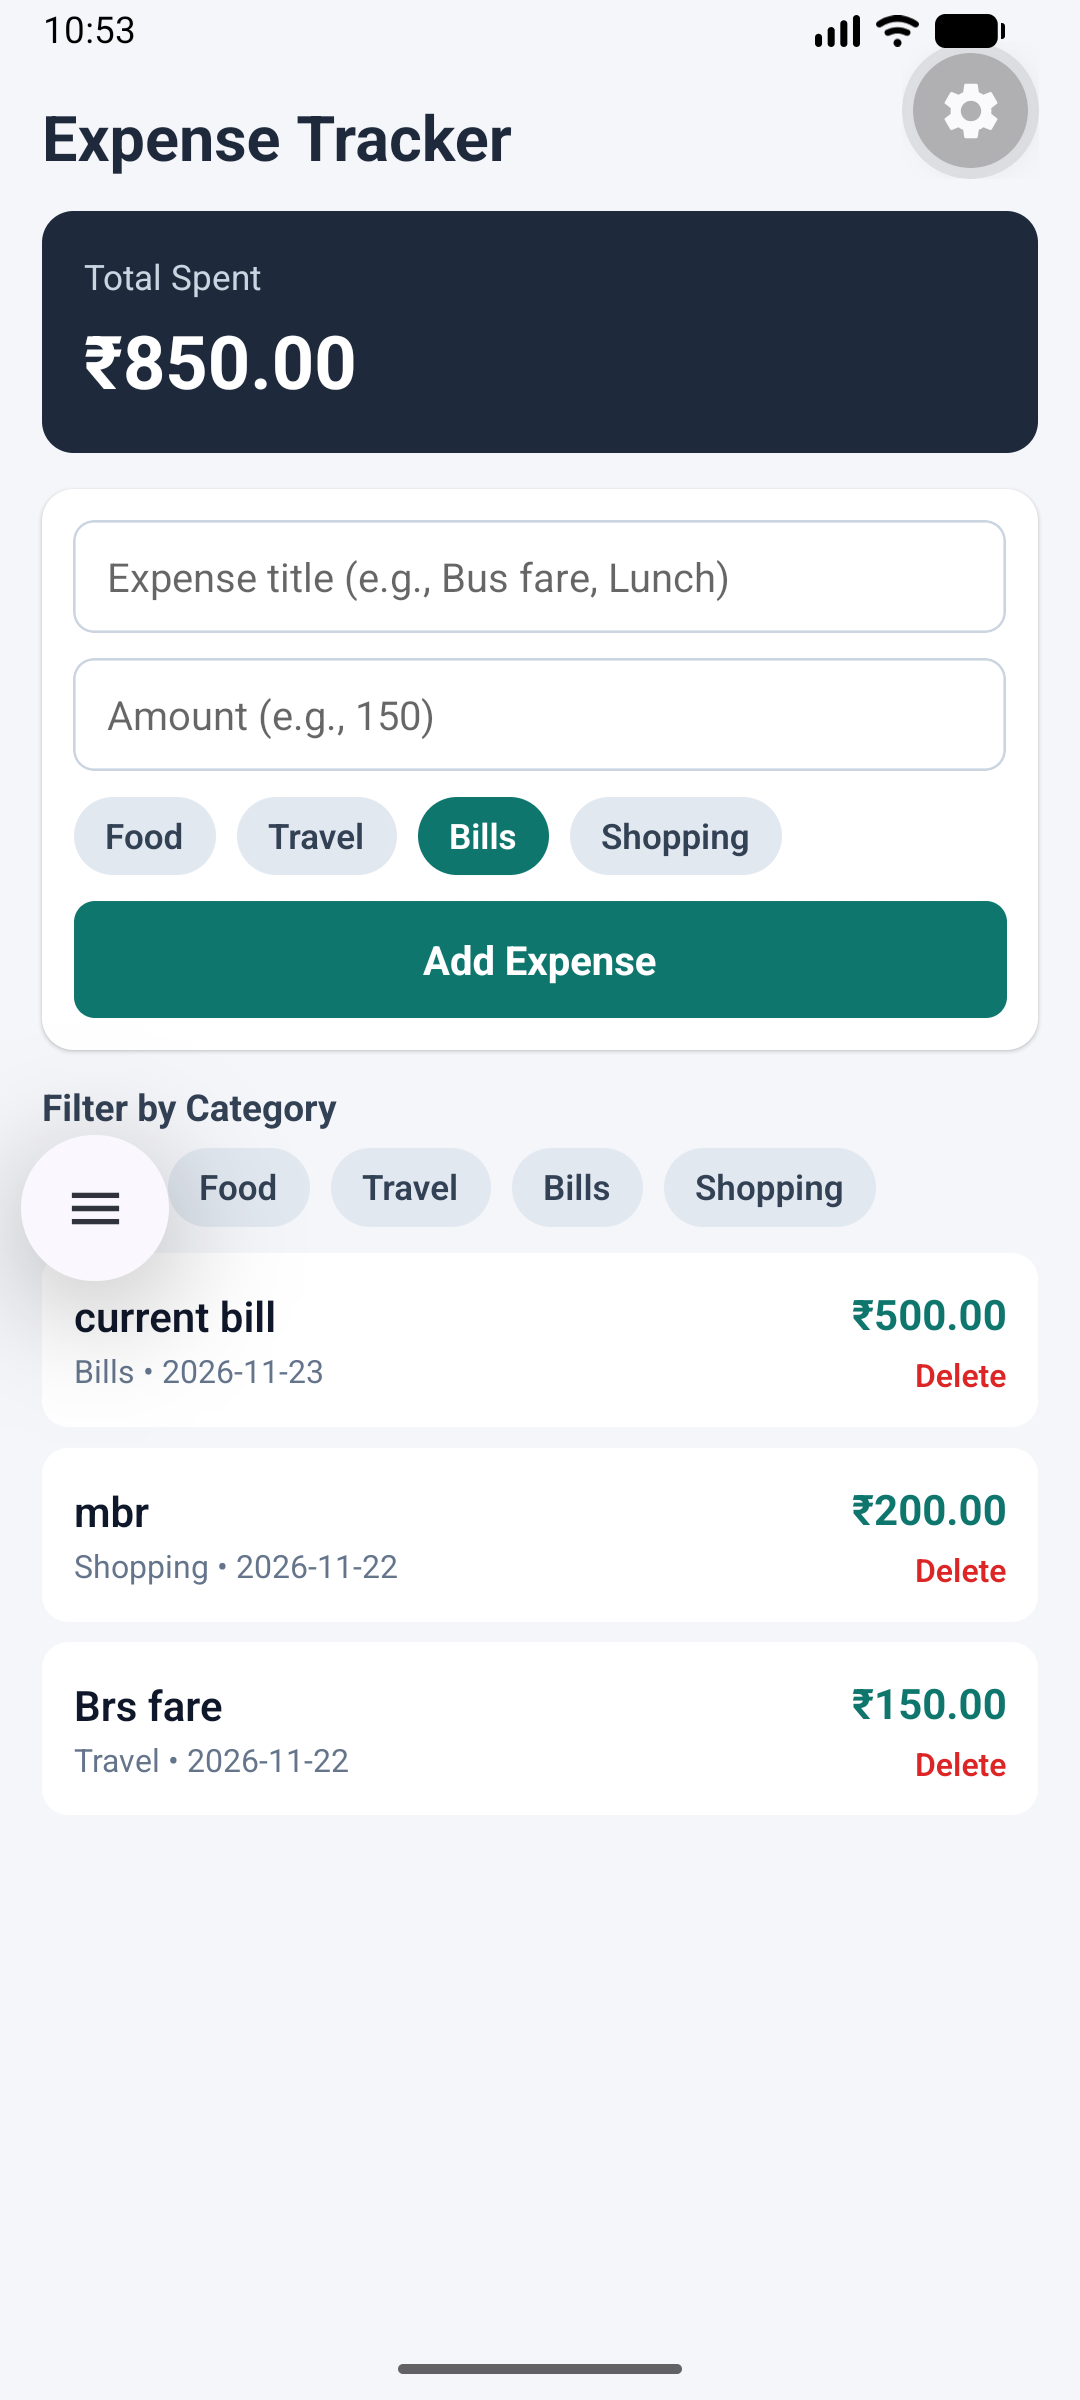 10:53
Expense Tracker
Total Spent
₹850.00
Expense title (e.g., Bus fare, Lunch)
Amount (e.g., 150)
Food Travel Bills Shopping
Add Expense
Filter by Category
Food Travel Bills Shopping
current bill ₹500.00
Bills • 2026-11-23 Delete
mbr ₹200.00
Shopping • 2026-11-22 Delete
Brs fare ₹150.00
Travel • 2026-11-22 Delete